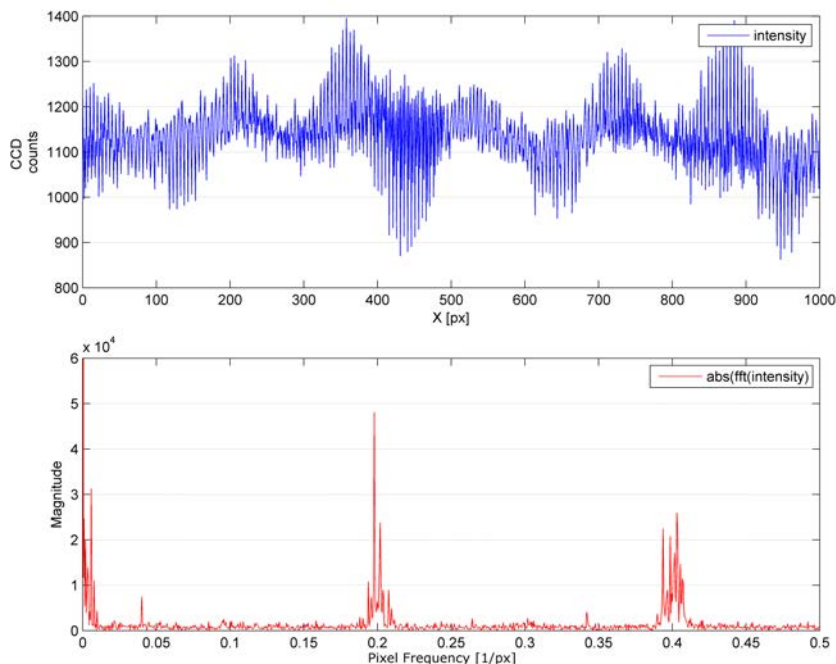 1400
1300
1200
1100
1000
900
800
CCD
counts
intensity
0 100 200 300 400 500 600 700 800 900 1000
X [px]
x 10^4
6
5
4
3
2
1
0
Magnitude
abs(fft(intensity)
0 0.05 0.1 0.15 0.2 0.25 0.3 0.35 0.4 0.45 0.5
Pixel Frequency [1/px]